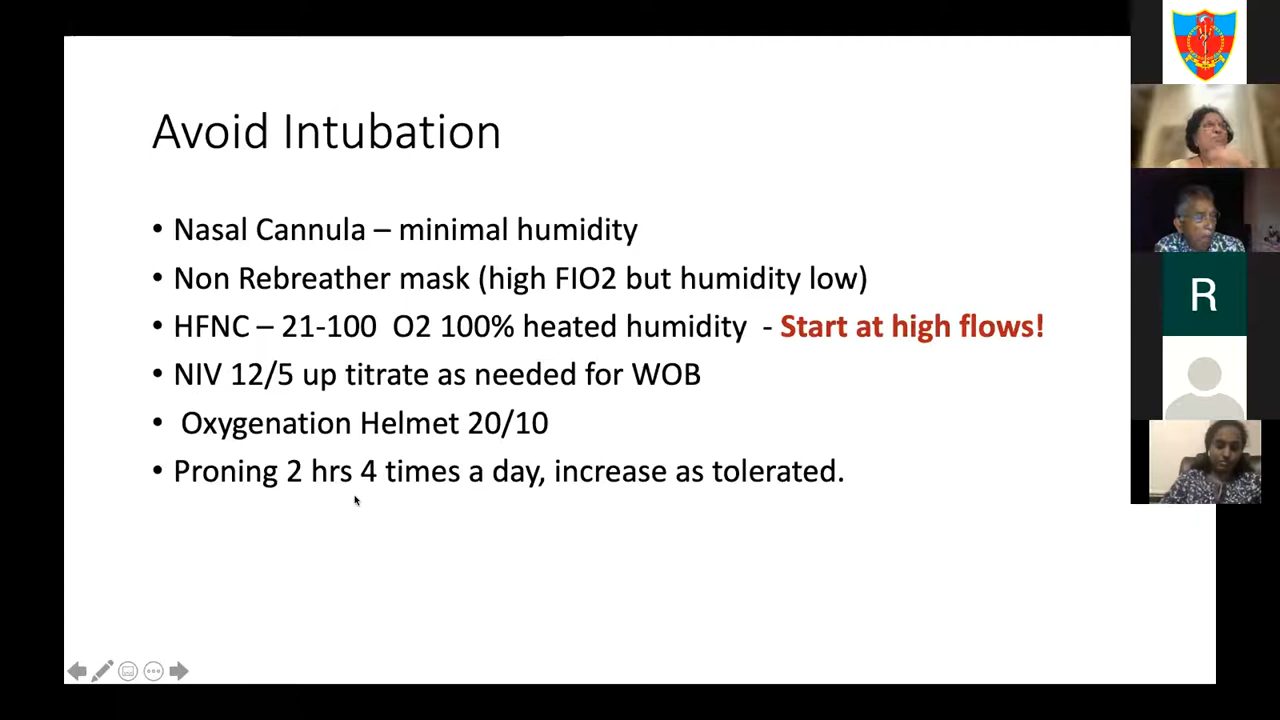 Avoid Intubation
• Nasal Cannula – minimal humidity
• Non Rebreather mask (high FIO2 but humidity low)
• HFNC – 21-100 O2 100% heated humidity - Start at high flows!
• NIV 12/5 up titrate as needed for WOB
• Oxygenation Helmet 20/10
• Proning 2 hrs 4 times a day, increase as tolerated.
R